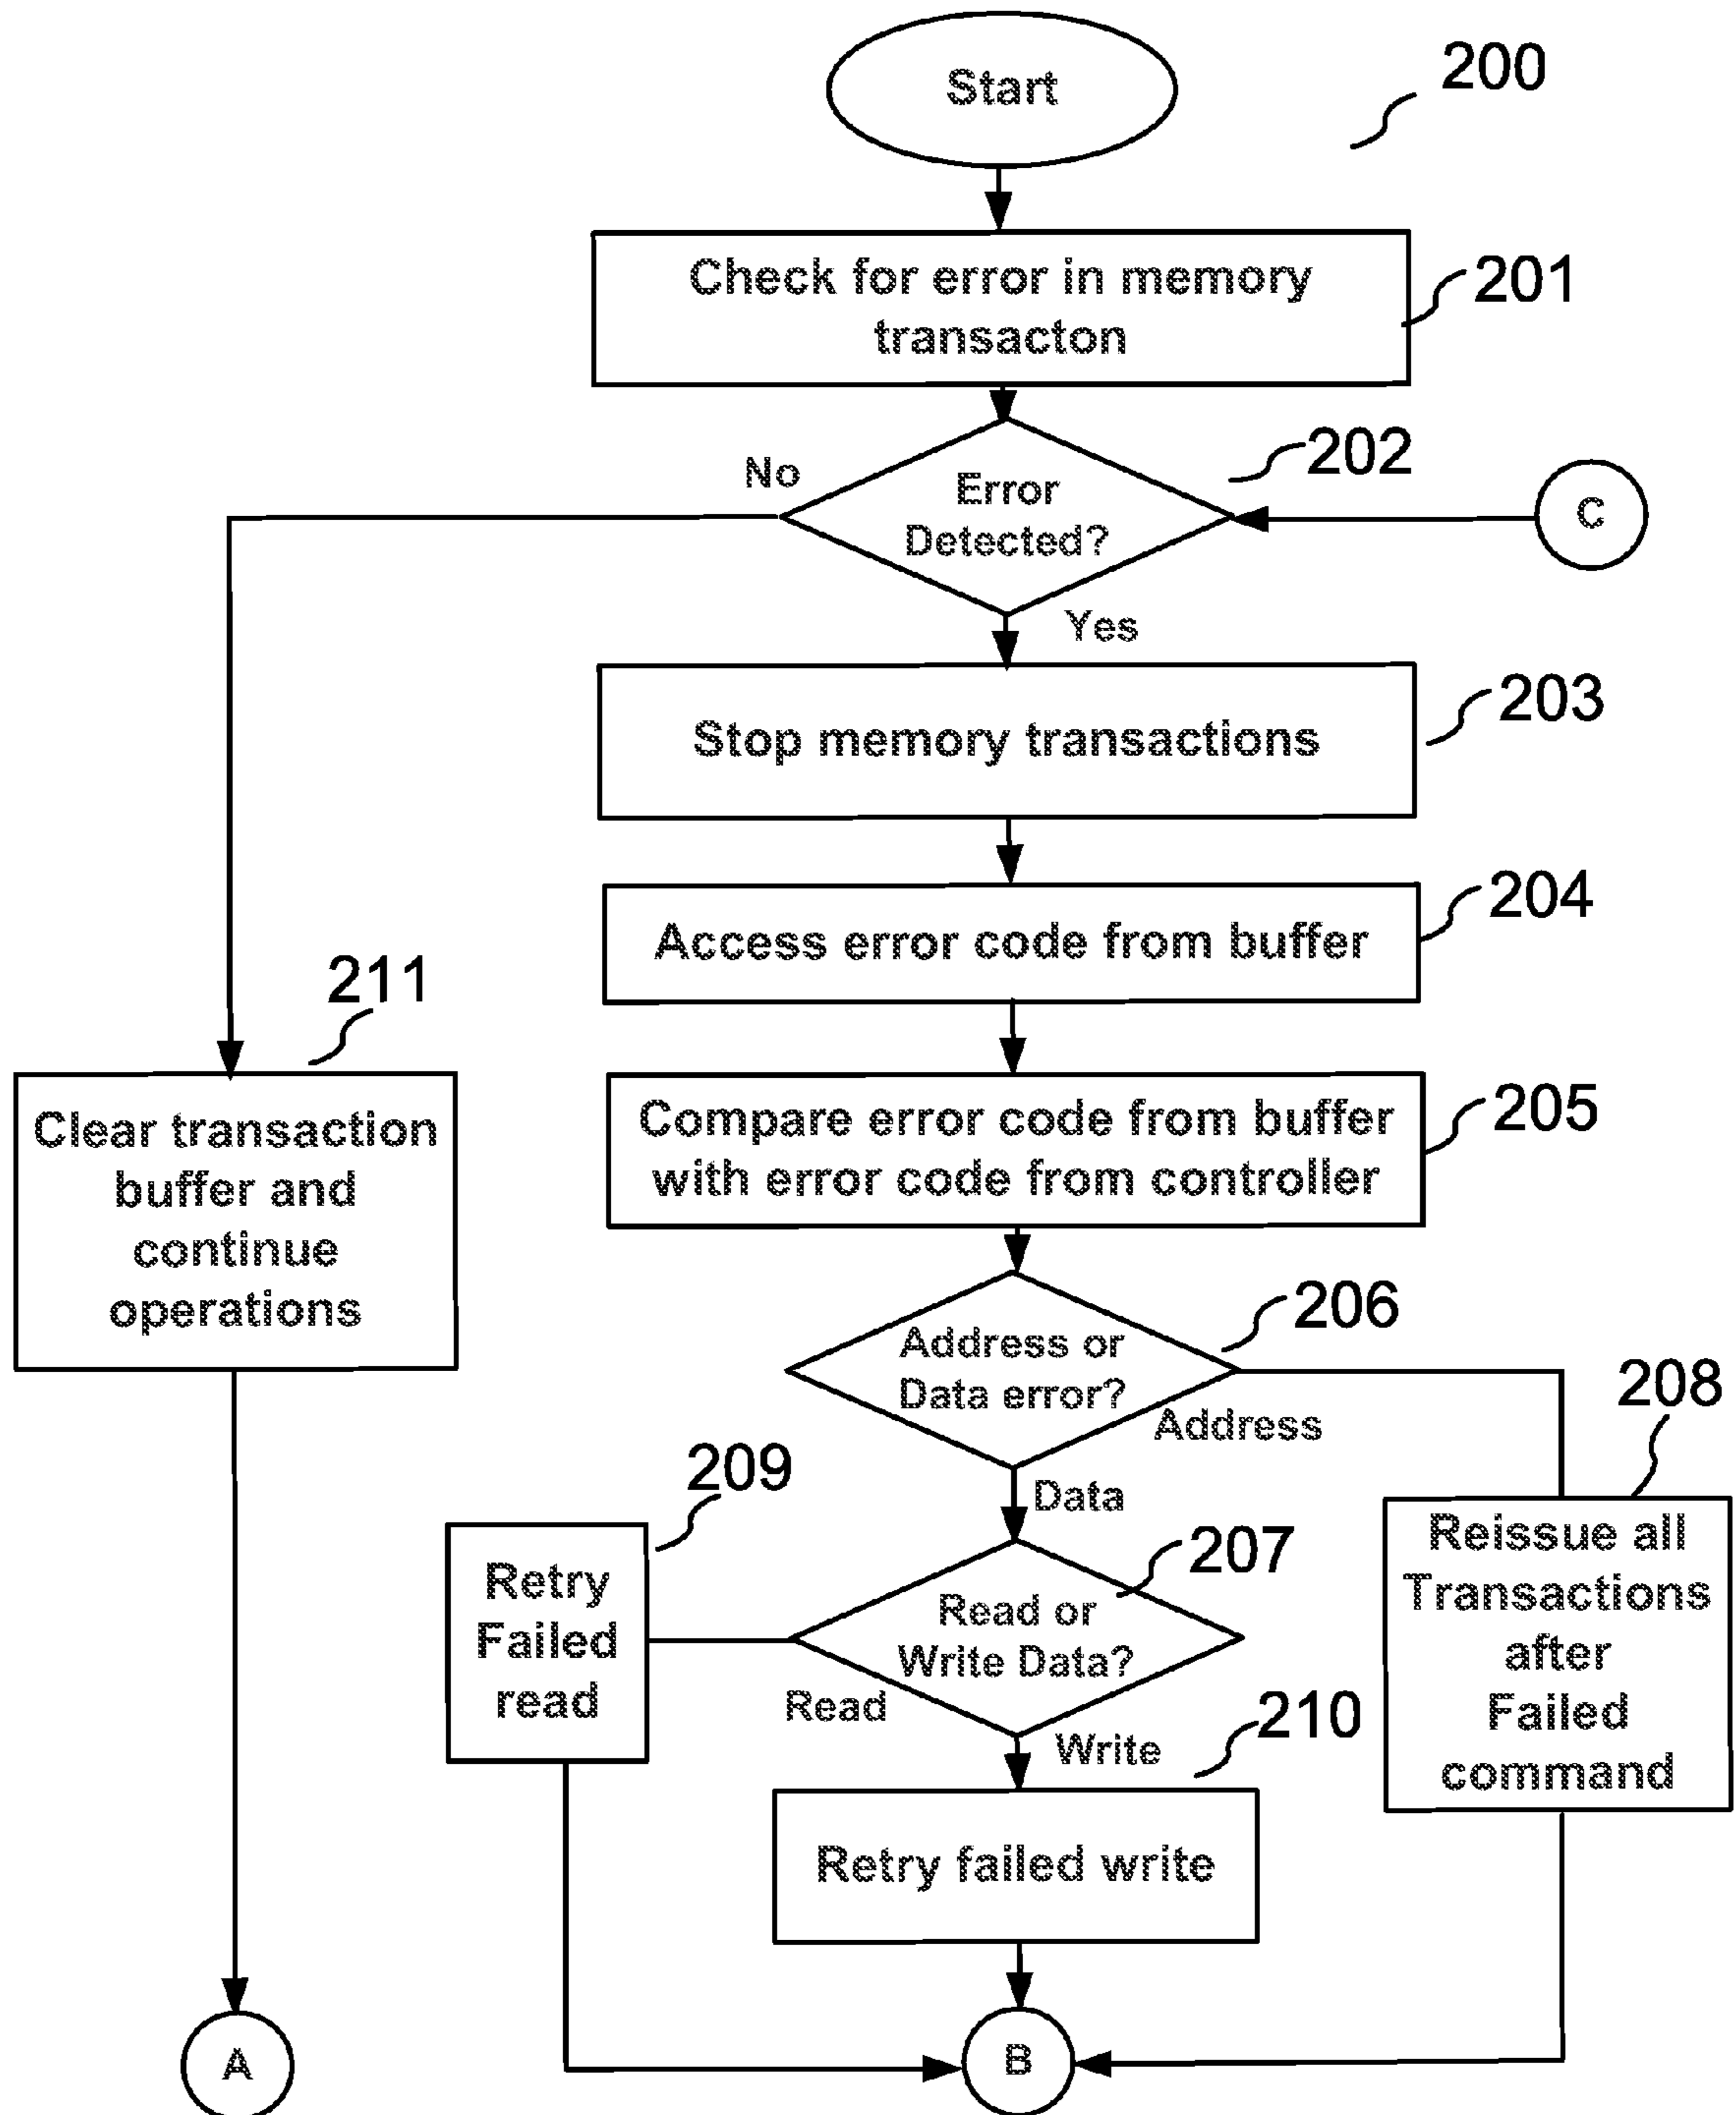 Start
200
Check for error in memory
transacton
201
No
Error
Detected?
202
C
Yes
Stop memory transactions
203
Access error code from buffer
204
211
Clear transaction
buffer and
continue
operations
Compare error code from buffer
with error code from controller
205
Address or
Data error?
206
Address
208
Data
209
Retry
Failed
read
Read or
Write Data?
207
Read
Write
Reissue all
Transactions
after
Failed
command
210
Retry failed write
A
B